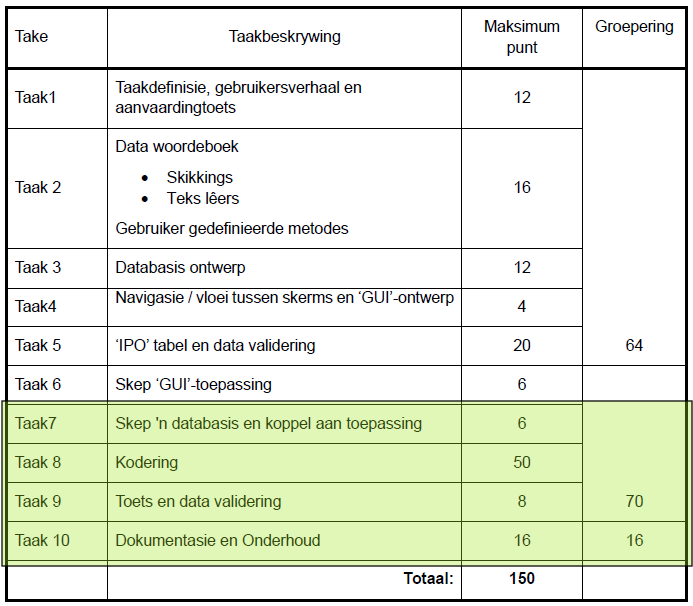 Take Taakbeskrywing Maksimum punt Groepering
Taak1 Taakdefinisie, gebruikersverhaal en
aanvaardingtoets 12
Taak 2 Data woordeboek
• Skikkings
• Teks lêers
Gebruiker gedefinieerde metodes 16
Taak 3 Databasis ontwerp 12
Taak4 Navigasie / vloei tussen skerms en ‘GUI’-ontwerp 4
Taak 5 ‘IPO’ tabel en data validering 20 64
Taak 6 Skep ‘GUI’-toepassing 6
Taak7 Skep 'n databasis en koppel aan toepassing 6
Taak 8 Kodering 50
Taak 9 Toets en data validering 8 70
Taak 10 Dokumentasie en Onderhoud 16 16
Totaal: 150